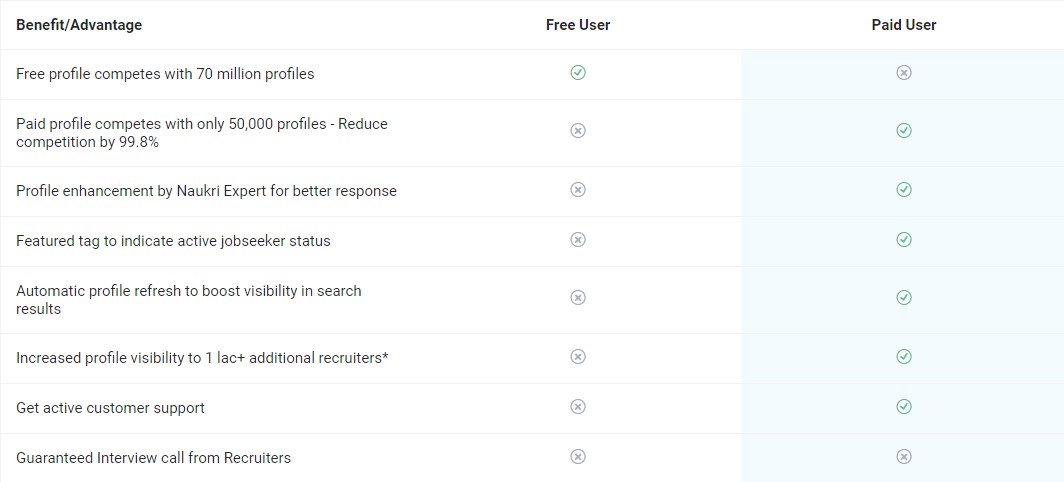 Benefit/Advantage Free User Paid User
Free profile competes with 70 million profiles
Paid profile competes with only 50,000 profiles - Reduce
competition by 99.8%
Profile enhancement by Naukri Expert for better response
Featured tag to indicate active jobseeker status
Automatic profile refresh to boost visibility in search
results
Increased profile visibility to 1 lac+ additional recruiters*
Get active customer support
Guaranteed Interview call from Recruiters